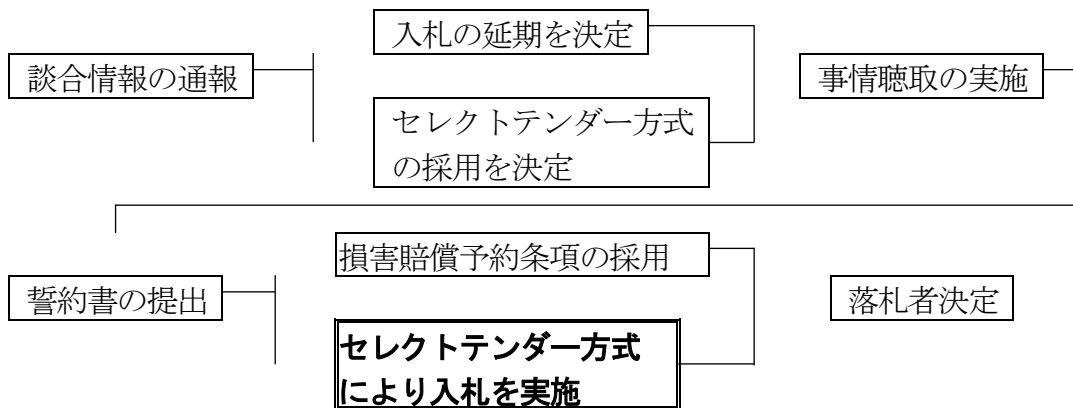 入札の延期を決定
談合情報の通報
事情聴取の実施
セレクトテンダー方式
の採用を決定
損害賠償予約条項の採用
誓約書の提出
落札者決定
セレクトテンダー方式
により入札を実施